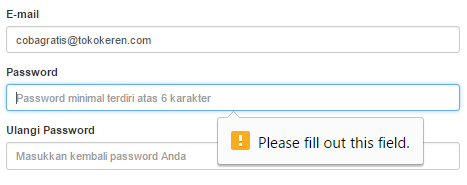 E-mail
cobagratis@tokokeren.com
Password
Password minimal terdiri atas 6 karakter
Ulangi Password
Please fill out this field.
Masukkan kembali password Anda